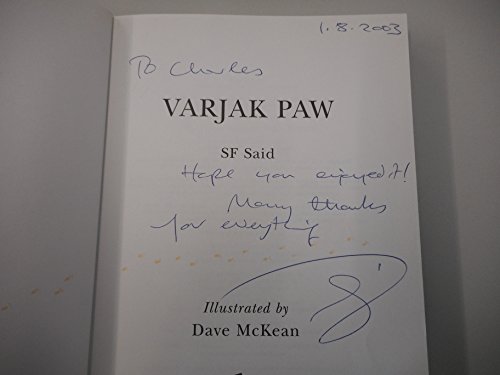 1.8.2003
To Charles
VARJAK PAW
SF Said
Hope you enjoyed it!
Many thanks
for everything
Illustrated by
Dave McKean